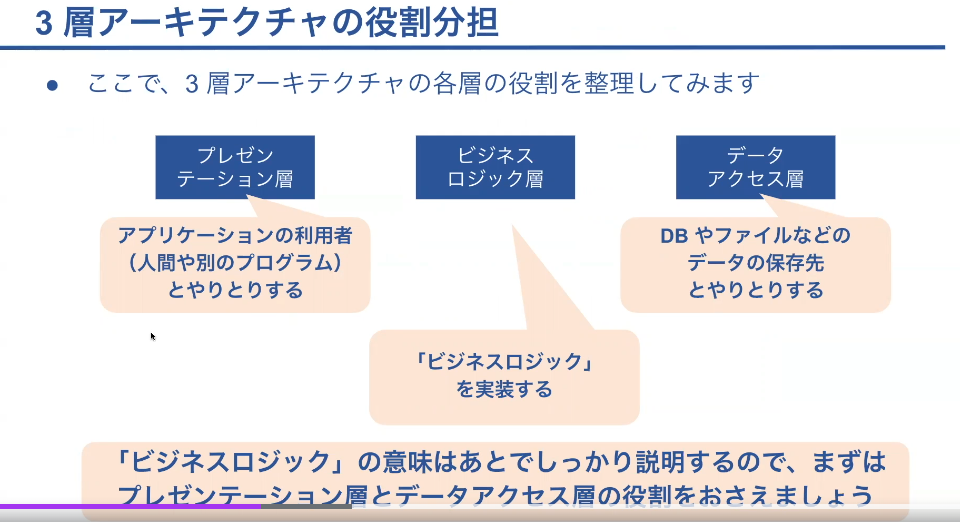 3 層アーキテクチャの役割分担
● ここで、3 層アーキテクチャの各層の役割を整理してみます
プレゼン
テーション層
ビジネス
ロジック層
データ
アクセス層
アプリケーションの利用者
（人間や別のプログラム）
とやりとりする
DB やファイルなどの
データの保存先
とやりとりする
「ビジネスロジック」
を実装する
「ビジネスロジック」の意味はあとでしっかり説明するので、まずは
プレゼンテーション層とデータアクセス層の役割をおさえましょう